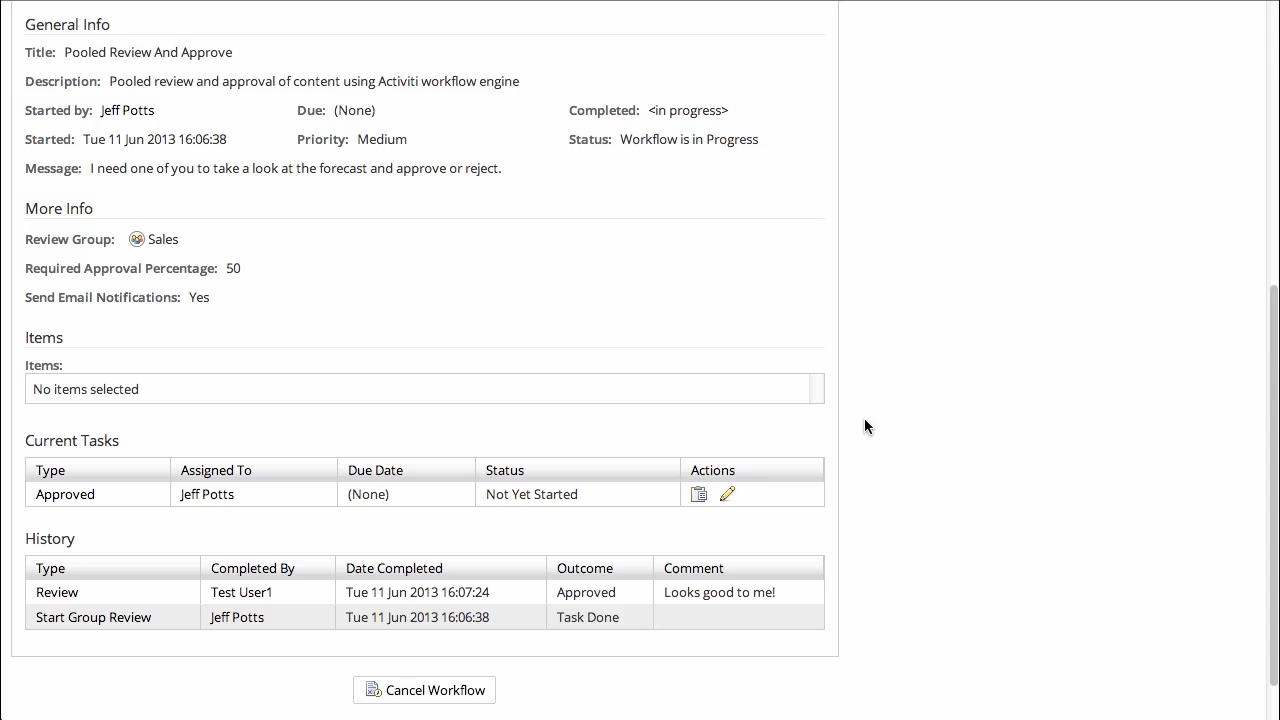 General Info
Title: Pooled Review And Approve
Description: Pooled review and approval of content using Activiti workflow engine
Started by: Jeff Potts Due: (None) Completed: <in progress>
Started: Tue 11 Jun 2013 16:06:38 Priority: Medium Status: Workflow is in Progress
Message: I need one of you to take a look at the forecast and approve or reject.
More Info
Review Group: Sales
Required Approval Percentage: 50
Send Email Notifications: Yes
Items
Items:
No items selected
Current Tasks
Type Assigned To Due Date Status Actions
Approved Jeff Potts (None) Not Yet Started
History
Type Completed By Date Completed Outcome Comment
Review Test User1 Tue 11 Jun 2013 16:07:24 Approved Looks good to me!
Start Group Review Jeff Potts Tue 11 Jun 2013 16:06:38 Task Done
Cancel Workflow